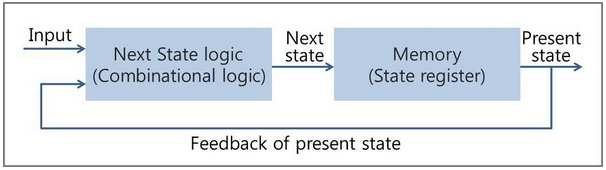 Input
Next State logic
(Combinational logic)
Next
state
Memory
(State register)
Present
state
Feedback of present state